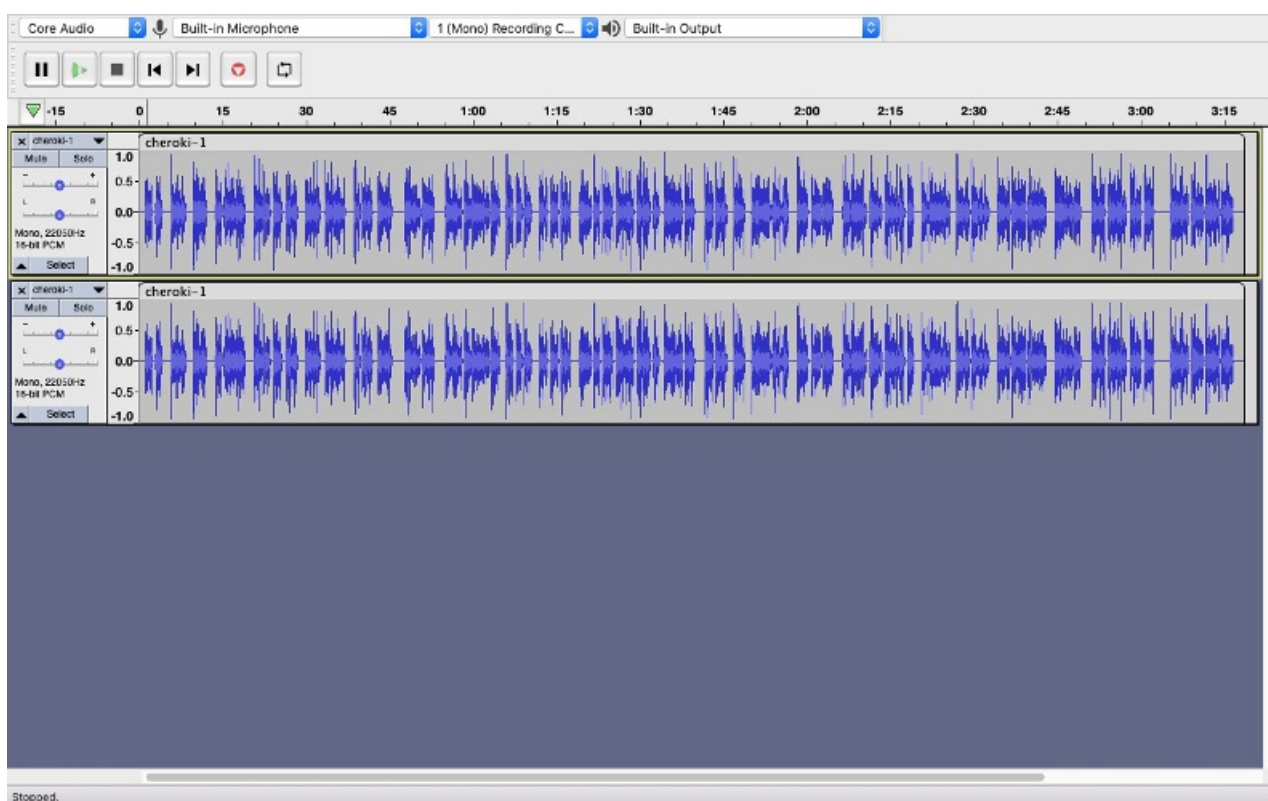 Core Audio Built-in Microphone 1 (Mono) Recording C... Built-in Output
-15 0 15 30 45 1:00 1:15 1:30 1:45 2:00 2:15 2:30 2:45 3:00 3:15
× cheroki-1 cheroki-1
Mute Solo 1.0
- + 0.5
L R 0.0
Mono, 22050Hz
16-bit PCM -0.5
Select -1.0
× cheroki-1 cheroki-1
Mute Solo 1.0
- + 0.5
L R 0.0
Mono, 22050Hz
16-bit PCM -0.5
Select -1.0
Stopped.